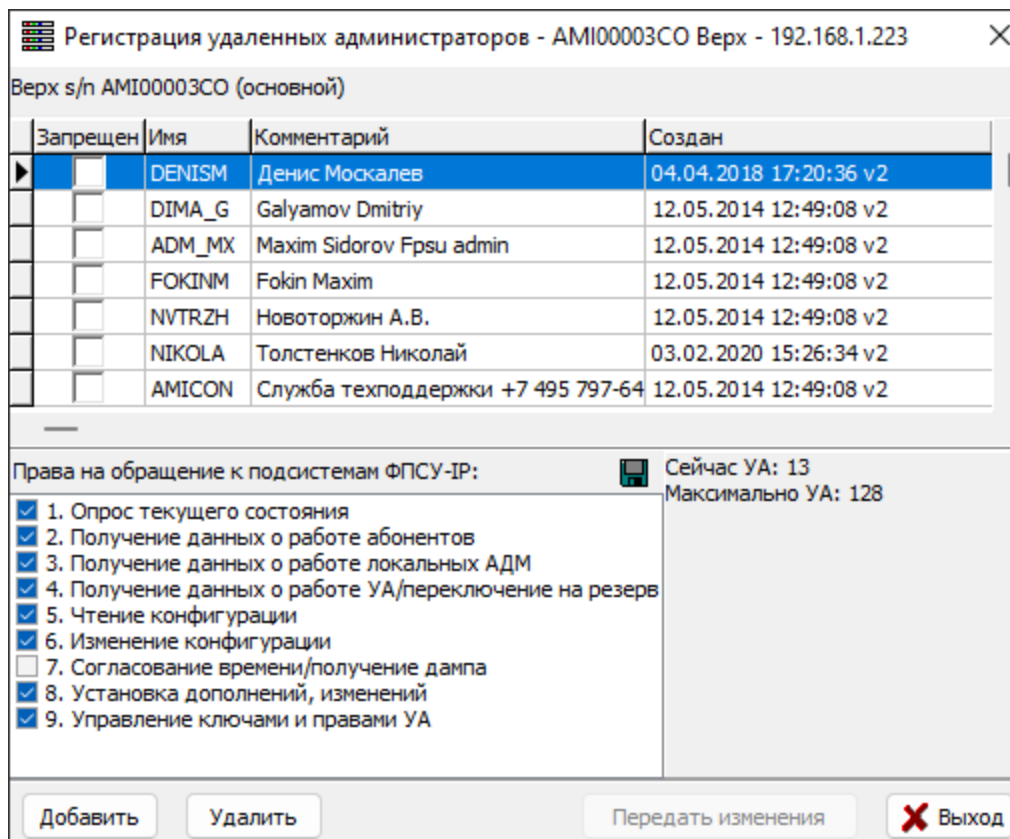 Регистрация удаленных администраторов - AMI00003CO Верх - 192.168.1.223
Верх s/n AMI00003CO (основной)
Запрещен Имя Комментарий Создан
DENISM Денис Москалев 04.04.2018 17:20:36 v2
DIMA_G Galyamov Dmitriy 12.05.2014 12:49:08 v2
ADM_MX Maxim Sidorov Fpsu admin 12.05.2014 12:49:08 v2
FOKINM Fokin Maxim 12.05.2014 12:49:08 v2
NVTRZH Новоторжин А.В. 12.05.2014 12:49:08 v2
NIKOLA Толстенков Николай 03.02.2020 15:26:34 v2
AMICON Служба техподдержки +7 495 797-64 12.05.2014 12:49:08 v2
Права на обращение к подсистемам ФПСУ-IP:
1. Опрос текущего состояния
2. Получение данных о работе абонентов
3. Получение данных о работе локальных АДМ
4. Получение данных о работе УА/переключение на резерв
5. Чтение конфигурации
6. Изменение конфигурации
7. Согласование времени/получение дампа
8. Установка дополнений, изменений
9. Управление ключами и правами УА
Сейчас УА: 13
Максимально УА: 128
Добавить Удалить Передать изменения Выход